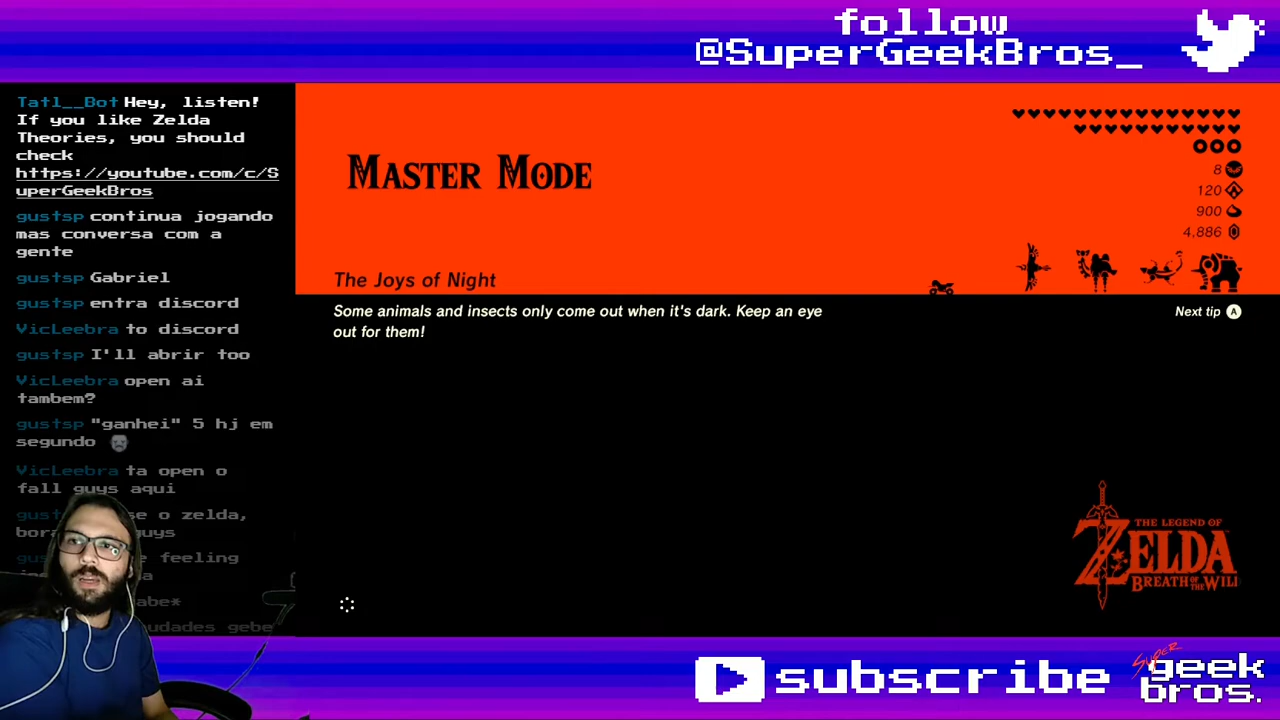 follow
@SuperGeekBros_
Tatl__Bot Hey, listen!
If you like Zelda
Theories, you should
check
https://youtube.com/c/S
uperGeekBros
gustsp continua jogando
mas conversa com a
gente
gustsp Gabriel
gustsp entra discord
VicLeebra to discord
gustsp I'll abrir too
VicLeebra open ai
tambem?
gustsp "ganhei" 5 hj em
segundo
VicLeebra ta open o
fall guys aqui
se o zelda,
guys
feeling
abe*
udades gebe
Master Mode
8
120
900
4,886
The Joys of Night
Some animals and insects only come out when it's dark. Keep an eye
out for them!
Next tip A
THE LEGEND OF
ZELDA
BREATH OF THE WILD
subscribe
SUPER
geek
bros.